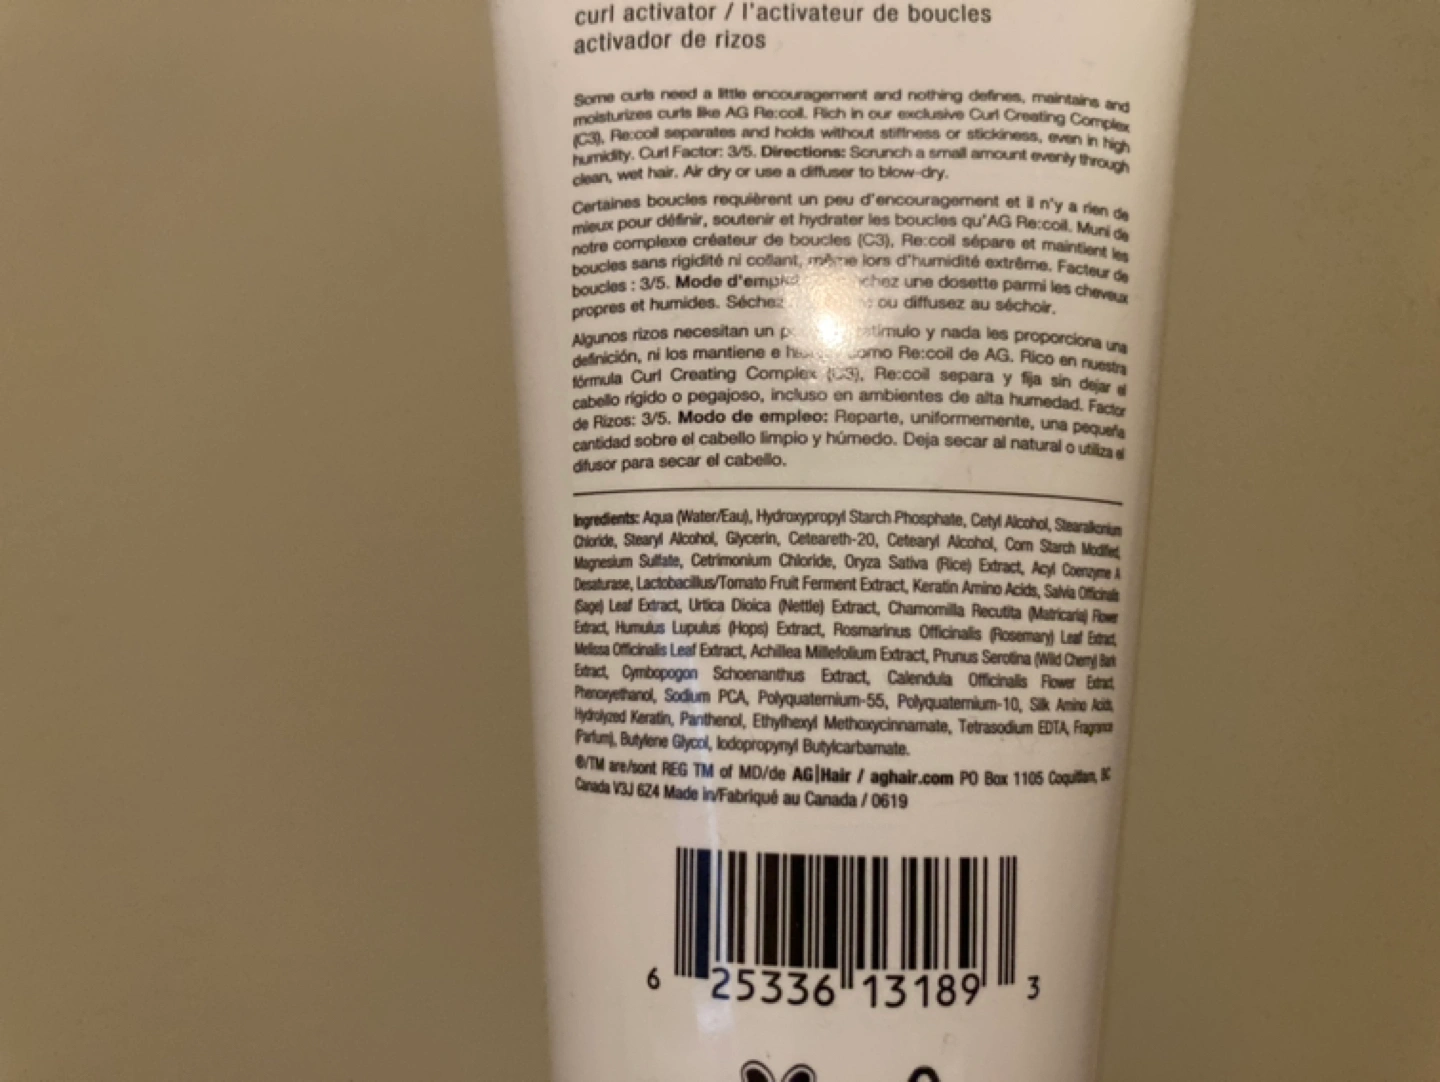 curl activator / l'activateur de boucles
activador de rizos
Some curls need a little encouragement and nothing defines, maintains and
moisturizes curls like AG Re:coil. Rich in our exclusive Curl Creating Complex
(C3), Re:coil separates and holds without stiffness or stickiness, even in high
humidity. Curl Factor: 3/5. Directions: Scrunch a small amount evenly through
clean, wet hair. Air dry or use a diffuser to blow-dry.
Certaines boucles requièrent un peu d'encouragement et il n'y a rien de
mieux pour définir, soutenir et hydrater les boucles qu'AG Re:coil. Muni de
notre complexe créateur de boucles (C3), Re:coil sépare et maintient les
boucles sans rigidité ni collant, même lors d'humidité extrême. Facteur de
boucles : 3/5. Mode d'emploi une dosette parmi les cheveux
propres et humides. Séchez ou diffusez au séchoir.
Algunos rizos necesitan un estímulo y nada les proporciona una
definición, ni los mantiene e como Re:coil de AG. Rico en nuestra
fórmula Curl Creating Complex (C3), Re:coil separa y fija sin dejar el
cabello rígido o pegajoso, incluso en ambientes de alta humedad. Factor
de Rizos: 3/5. Modo de empleo: Reparte, uniformemente, una pequeña
cantidad sobre el cabello limpio y húmedo. Deja secar al natural o utiliza el
difusor para secar el cabello.
Ingredients: Aqua (Water/Eau), Hydroxypropyl Starch Phosphate, Cetyl Alcohol, Stearalkonium
Chloride, Stearyl Alcohol, Glycerin, Ceteareth-20, Cetearyl Alcohol, Corn Starch Modified,
Magnesium Sulfate, Cetrimonium Chloride, Oryza Sativa (Rice) Extract, Acyl Coenzyme A
Desaturase, Lactobacillus/Tomato Fruit Ferment Extract, Keratin Amino Acids, Salvia Officinalis
(Sage) Leaf Extract, Urtica Dioica (Nettle) Extract, Chamomilla Recutita (Matricaria) Flower
Extract, Humulus Lupulus (Hops) Extract, Rosmarinus Officinalis (Rosemary) Leaf Extract,
Melissa Officinalis Leaf Extract, Achillea Millefolium Extract, Prunus Serotina (Wild Cherry) Bark
Extract, Cymbopogon Schoenanthus Extract, Calendula Officinalis Flower Extract,
Phenoxyethanol, Sodium PCA, Polyquaternium-55, Polyquaternium-10, Silk Amino Acids,
Hydrolyzed Keratin, Panthenol, Ethylhexyl Methoxycinnamate, Tetrasodium EDTA, Fragrance
(Parfum), Butylene Glycol, Iodopropynyl Butylcarbamate.
®/TM are/sont REG TM of MD/de AG|Hair / aghair.com PO Box 1105 Coquitlam, BC
Canada V3J 6Z4 Made in/Fabriqué au Canada / 0619
6 25336 13189 3